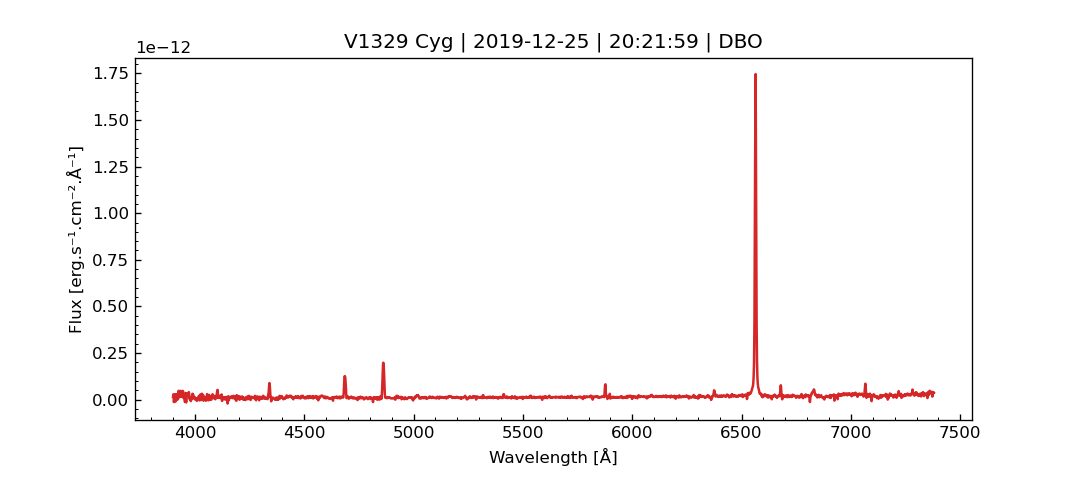 V1329 Cyg | 2019-12-25 | 20:21:59 | DBO
1e−12
1.75
1.50
1.25
1.00
0.75
0.50
0.25
0.00
Flux [erg.s⁻¹.cm⁻².Å⁻¹]
4000 4500 5000 5500 6000 6500 7000 7500
Wavelength [Å]